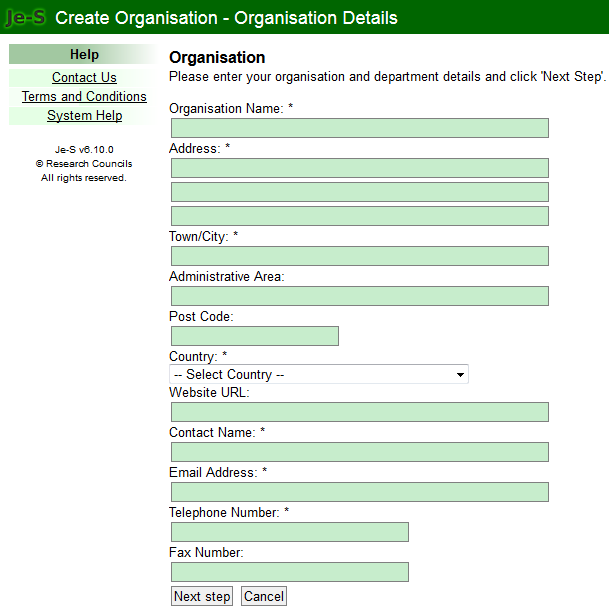 Je-S Create Organisation - Organisation Details
Help
Contact Us
Terms and Conditions
System Help
Je-S v6.10.0
© Research Councils
All rights reserved.
Organisation
Please enter your organisation and department details and click 'Next Step'.
Organisation Name: *
Address: *
Town/City: *
Administrative Area:
Post Code:
Country: *
-- Select Country --
Website URL:
Contact Name: *
Email Address: *
Telephone Number: *
Fax Number:
Next step Cancel